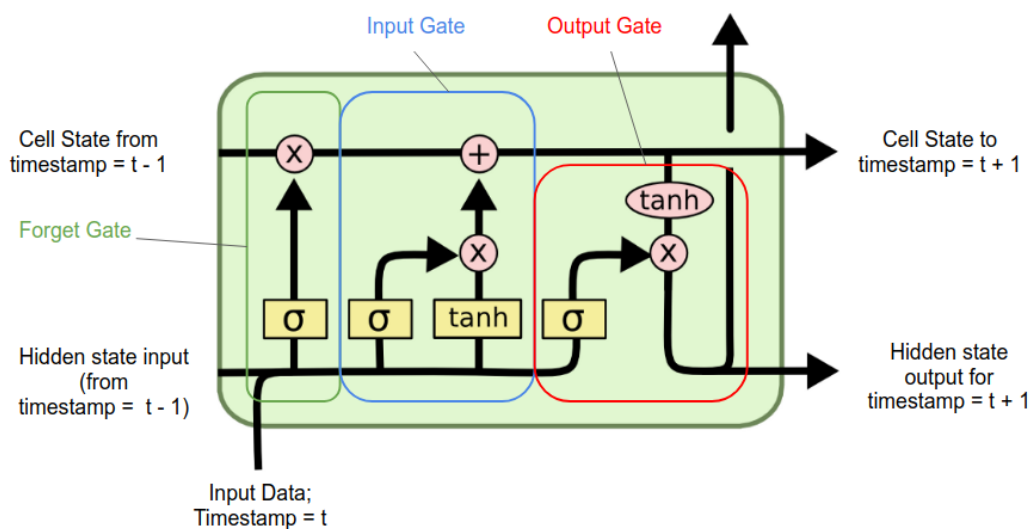 Input Gate
Output Gate
Cell State from
timestamp = t - 1
X
+
Cell State to
timestamp = t + 1
tanh
Forget Gate
X
X
σ
σ
tanh
σ
Hidden state input
(from
timestamp = t - 1)
Hidden state
output for
timestamp = t + 1
Input Data;
Timestamp = t